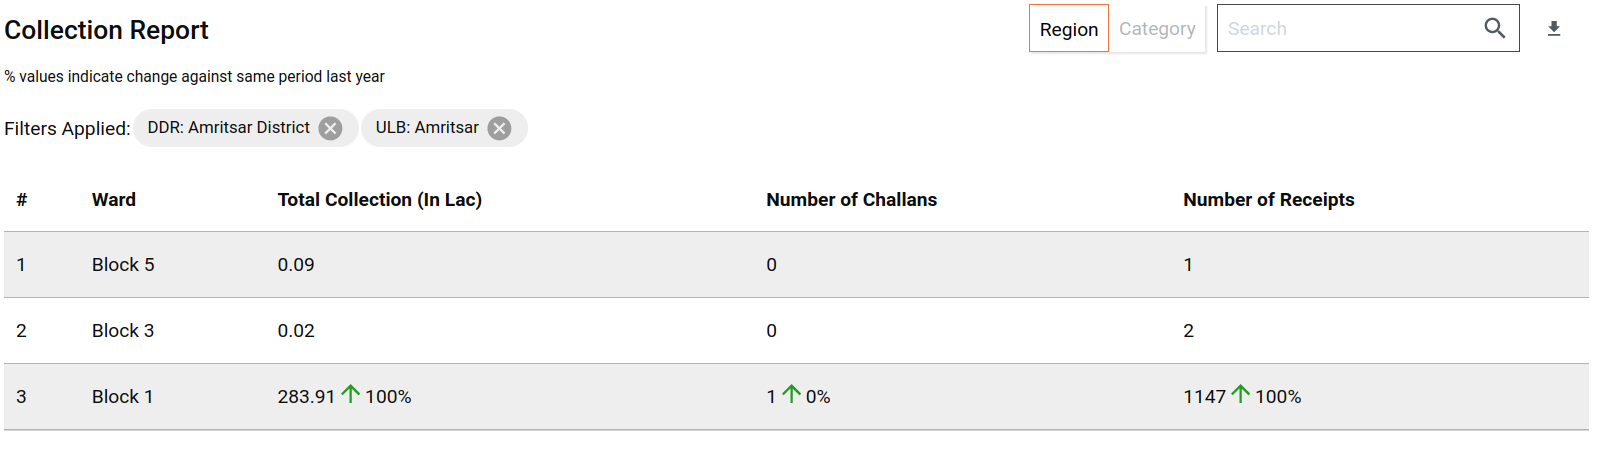 Collection Report
Region Category Search
% values indicate change against same period last year
Filters Applied: DDR: Amritsar District ULB: Amritsar
# Ward Total Collection (In Lac) Number of Challans Number of Receipts
1 Block 5 0.09 0 1
2 Block 3 0.02 0 2
3 Block 1 283.91 ↑ 100% 1 ↑ 0% 1147 ↑ 100%